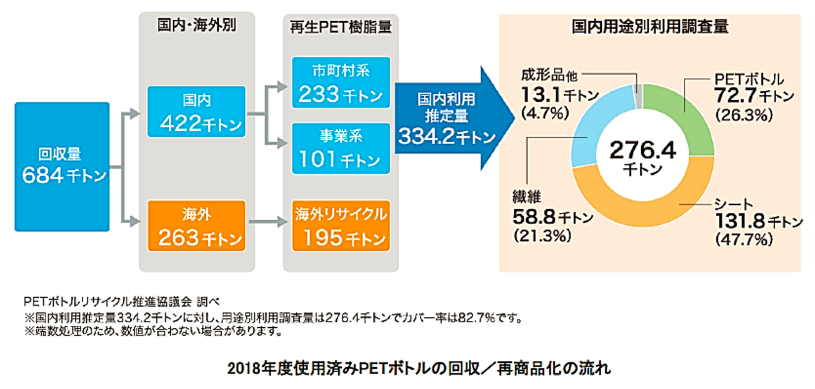 国内・海外別
再生PET樹脂量
国内用途別利用調査量
回収量
684千トン
国内
422千トン
海外
263千トン
市町村系
233千トン
事業系
101千トン
海外リサイクル
195千トン
国内利用
推定量
334.2千トン
成形品他
13.1千トン
(4.7%)
PETボトル
72.7千トン
(26.3%)
276.4
千トン
繊維
58.8千トン
(21.3%)
シート
131.8千トン
(47.7%)
PETボトルリサイクル推進協議会 調べ
※国内利用推定量334.2千トンに対し、用途別利用調査量は276.4千トンでカバー率は82.7%です。
※端数処理のため、数値が合わない場合があります。
2018年度使用済みPETボトルの回収／再商品化の流れ